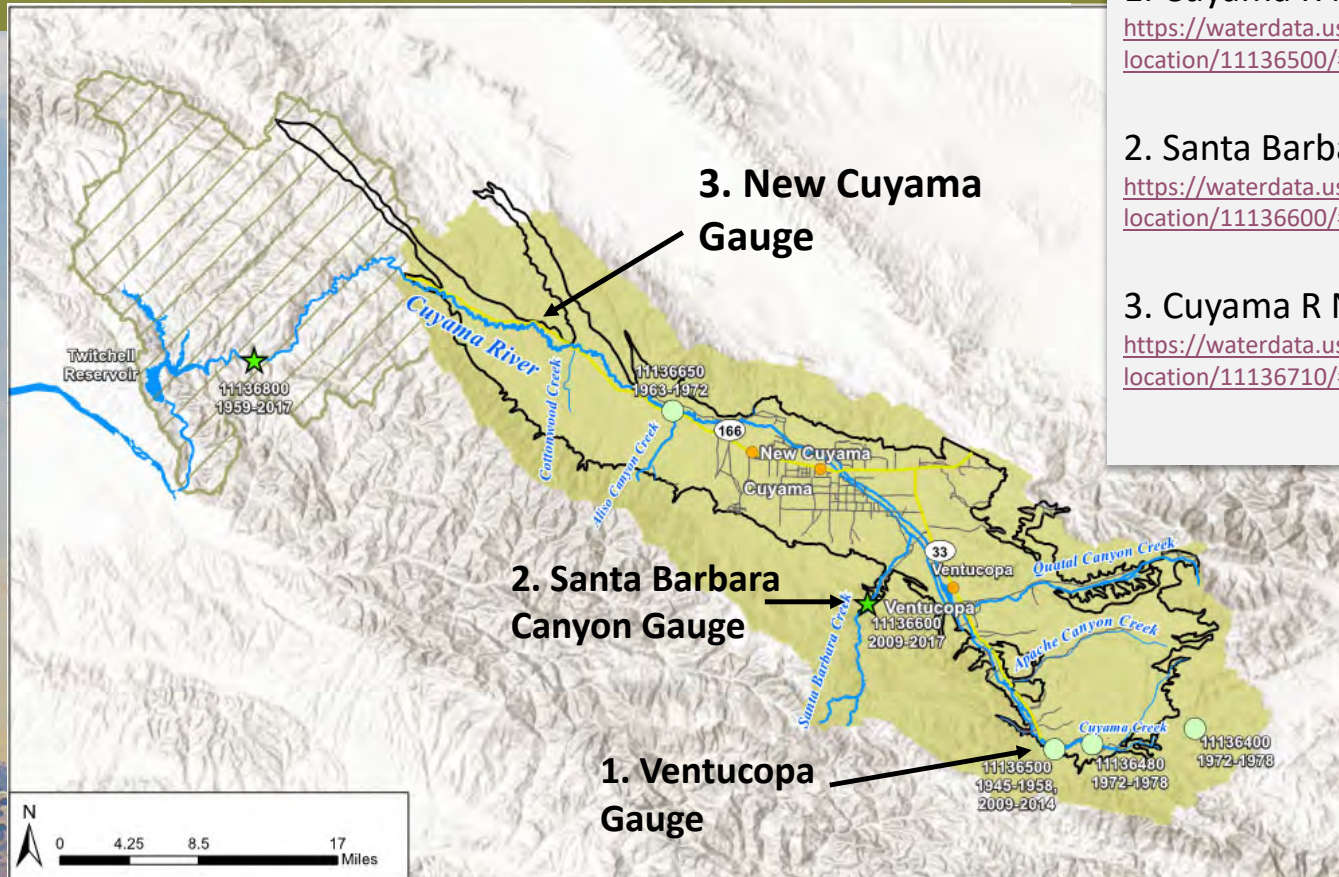 https://waterdata.us
location/11136500/
2. Santa Barba
https://waterdata.us
location/11136600/
3. Cuyama R N
https://waterdata.us
location/11136710/
3. New Cuyama
Gauge
Cuyama River
Twitchell
Reservoir
11136800
1959-2017
Cottonwood Creek
11136650
1963-1972
Aliso Canyon Creek
166
New Cuyama
Cuyama
33
Ventucopa
Quatal Canyon Creek
2. Santa Barbara
Canyon Gauge
Ventucopa
11136600
2009-2017
Santa Barbara Creek
Apache Canyon Creek
Cuyama Creek
11136400
1972-1978
11136480
1972-1978
11136500
1945-1958,
2009-2014
1. Ventucopa
Gauge
N
0 4.25 8.5 17
Miles